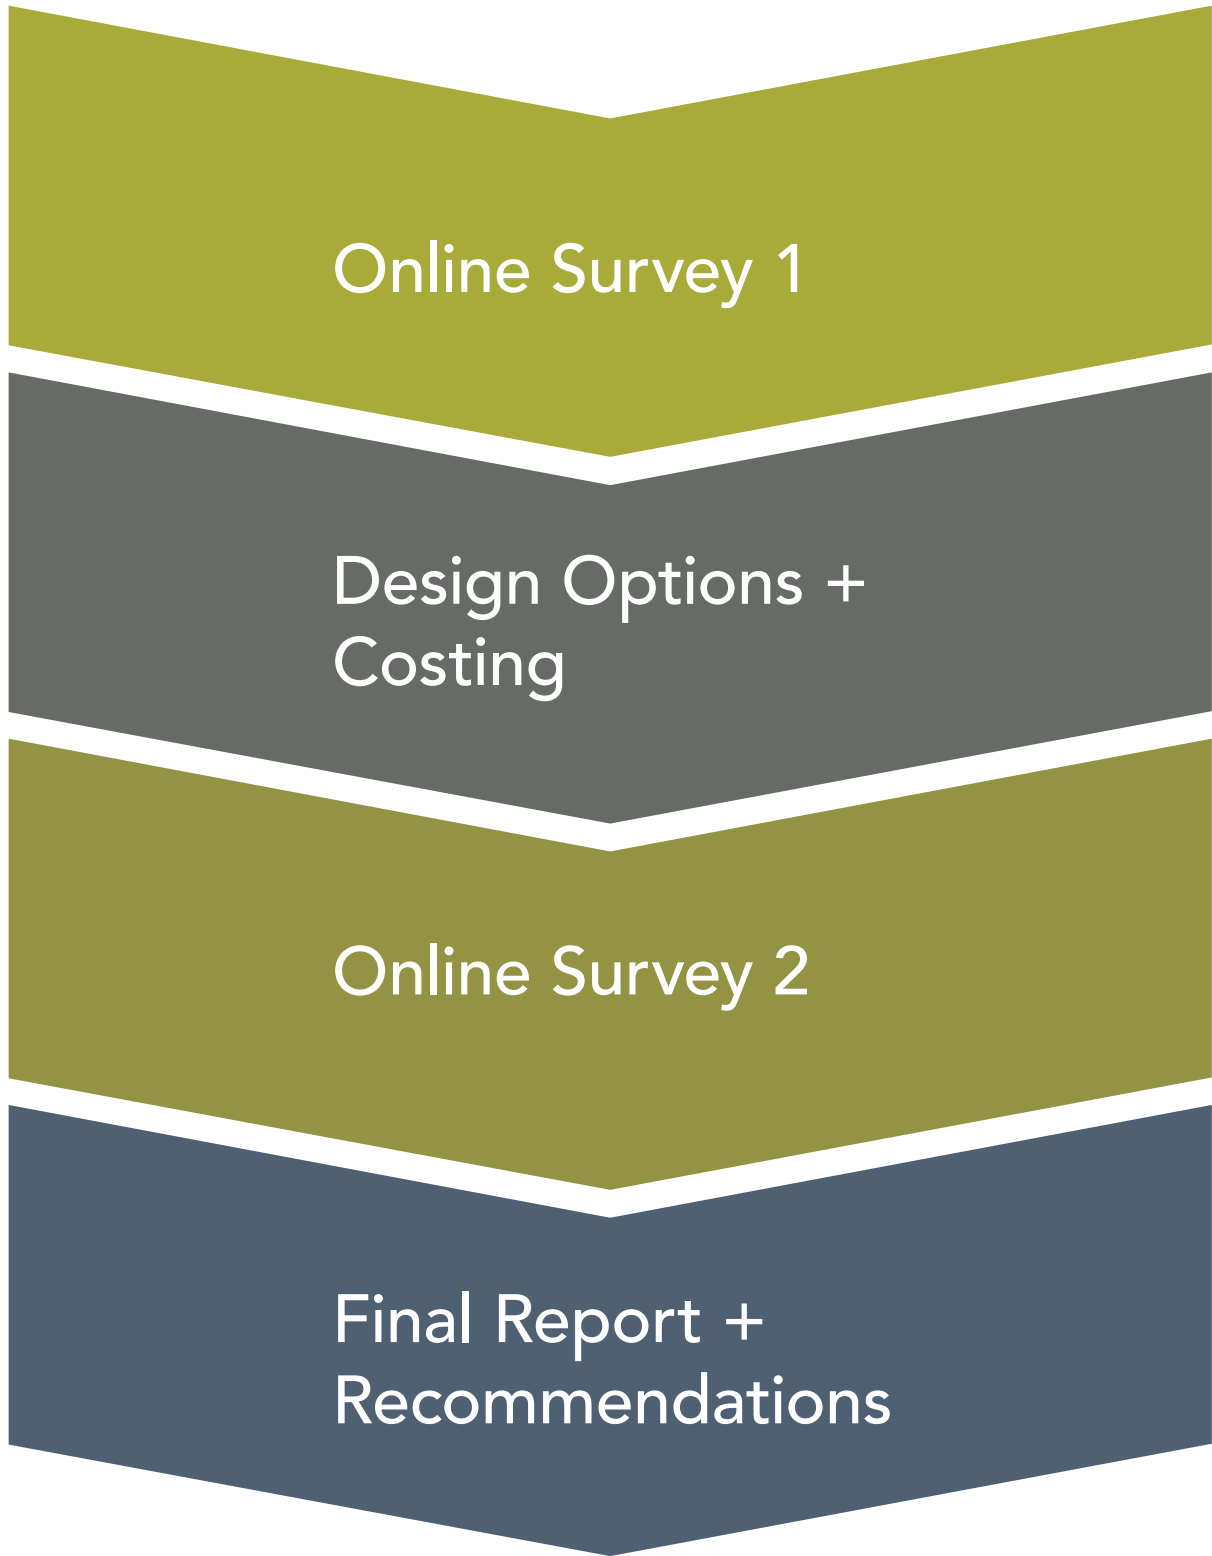 Online Survey 1
Design Options +
Costing
Online Survey 2
Final Report +
Recommendations